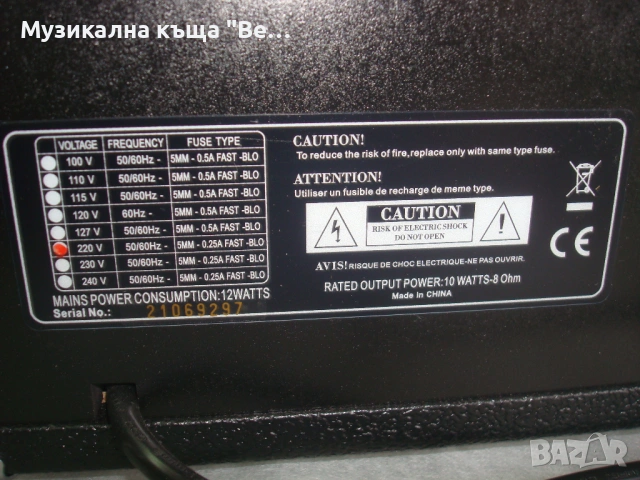 Музикална къща "Ве...
VOLTAGE FREQUENCY FUSE TYPE
100 V 50/60Hz - 5MM - 0.5A FAST -BLO
110 V 50/60Hz - 5MM - 0.5A FAST -BLO
115 V 50/60Hz - 5MM - 0.5A FAST -BLO
120 V 60Hz - 5MM - 0.5A FAST -BLO
127 V 50/60Hz - 5MM - 0.5A FAST -BLO
220 V 50/60Hz - 5MM - 0.25A FAST -BLO
230 V 50/60Hz - 5MM - 0.25A FAST -BLO
240 V 50/60Hz - 5MM - 0.25A FAST -BLO
MAINS POWER CONSUMPTION:12WATTS
Serial No.: 21069297
CAUTION!
To reduce the risk of fire,replace only with same type fuse.
ATTENTION!
Utiliser un fusible de recharge de meme type.
CAUTION
RISK OF ELECTRIC SHOCK
DO NOT OPEN
AVIS!RISQUE DE CHOC ELECTRIQUE-NE PAS OUVRIR.
RATED OUTPUT POWER:10 WATTS-8 Ohm
Made in CHINA
CE
BAZAR